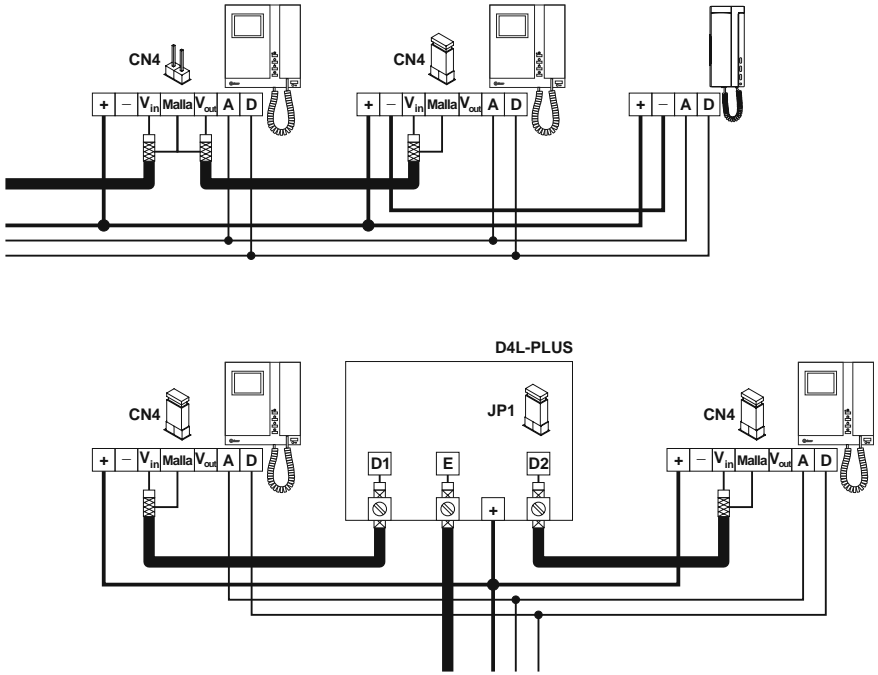 CN4
CN4
+ – Vin Malla Vout A D
+ – Vin Malla Vout A D
+ – A D
D4L-PLUS
CN4
JP1
CN4
+ – Vin Malla Vout A D
D1
E
D2
+
+ – Vin Malla Vout A D